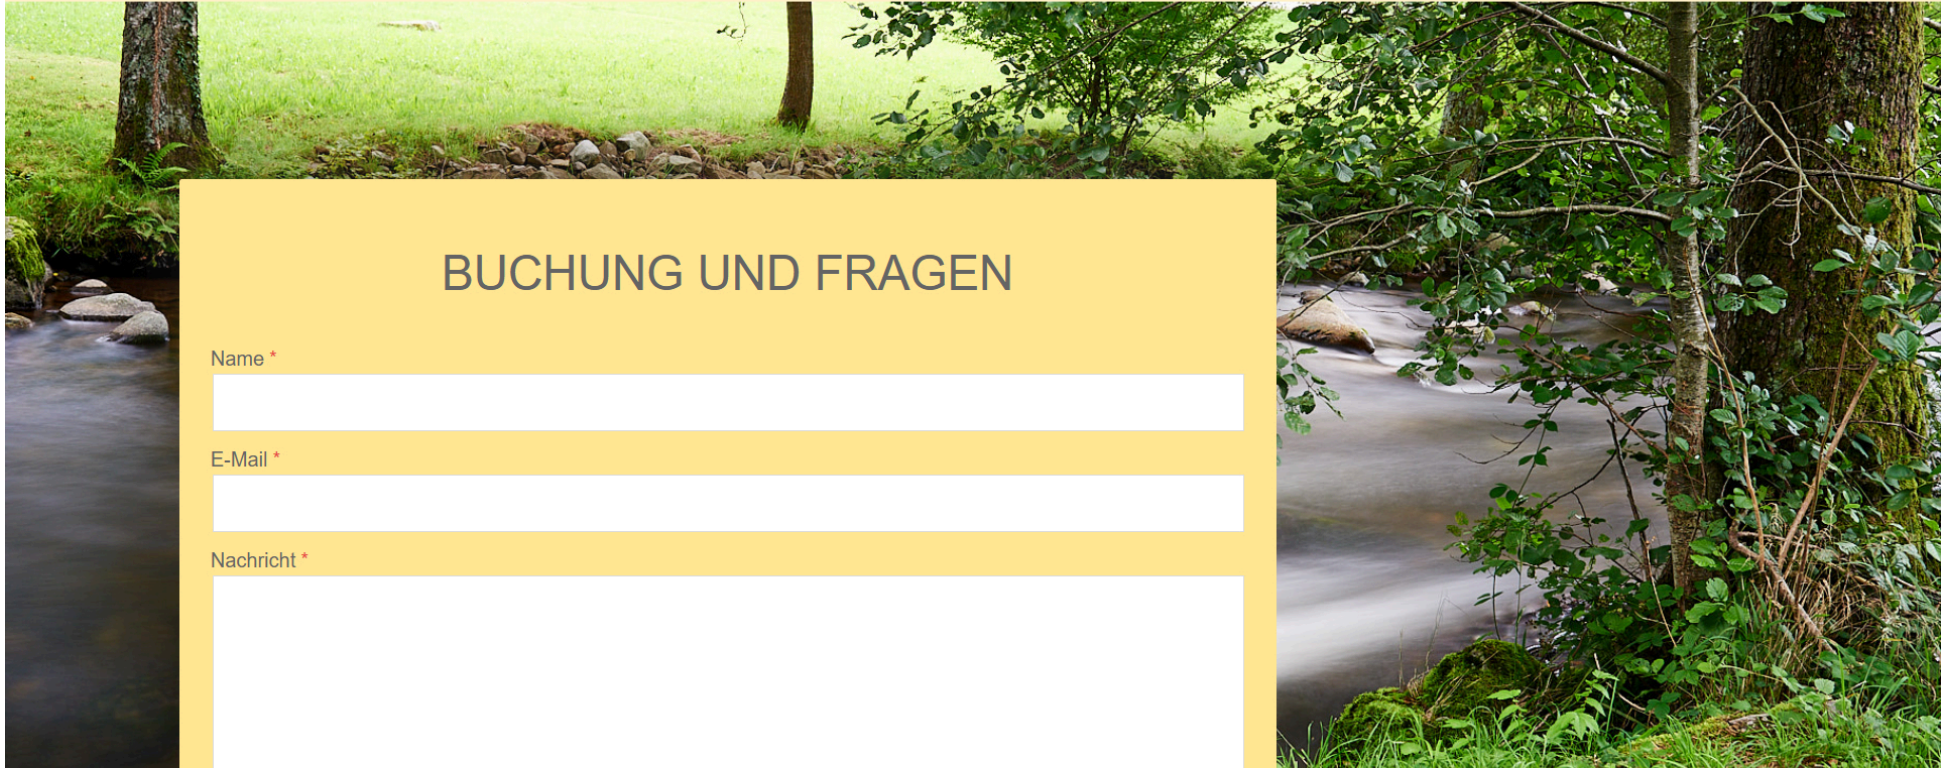 BUCHUNG UND FRAGEN
Name *
E-Mail *
Nachricht *